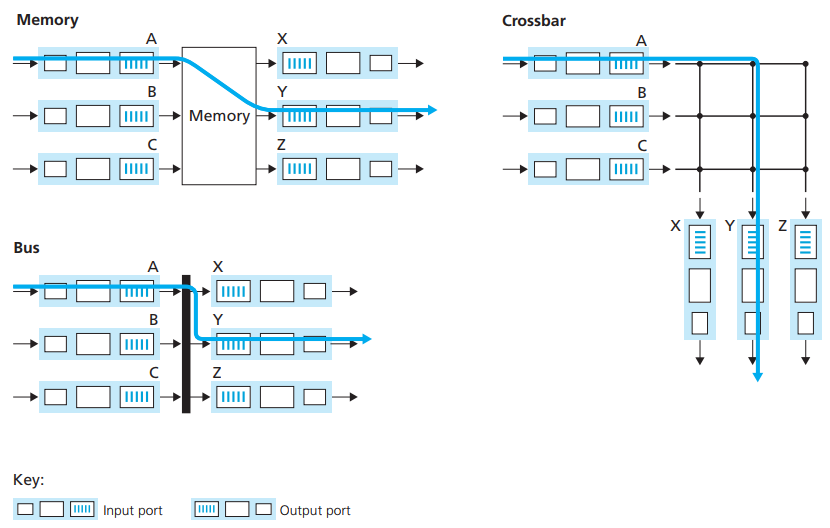 Memory
A
X
B
Memory
Y
C
Z
Crossbar
A
B
C
X
Y
Z
Bus
A
X
B
Y
C
Z
Key:
Input port
Output port